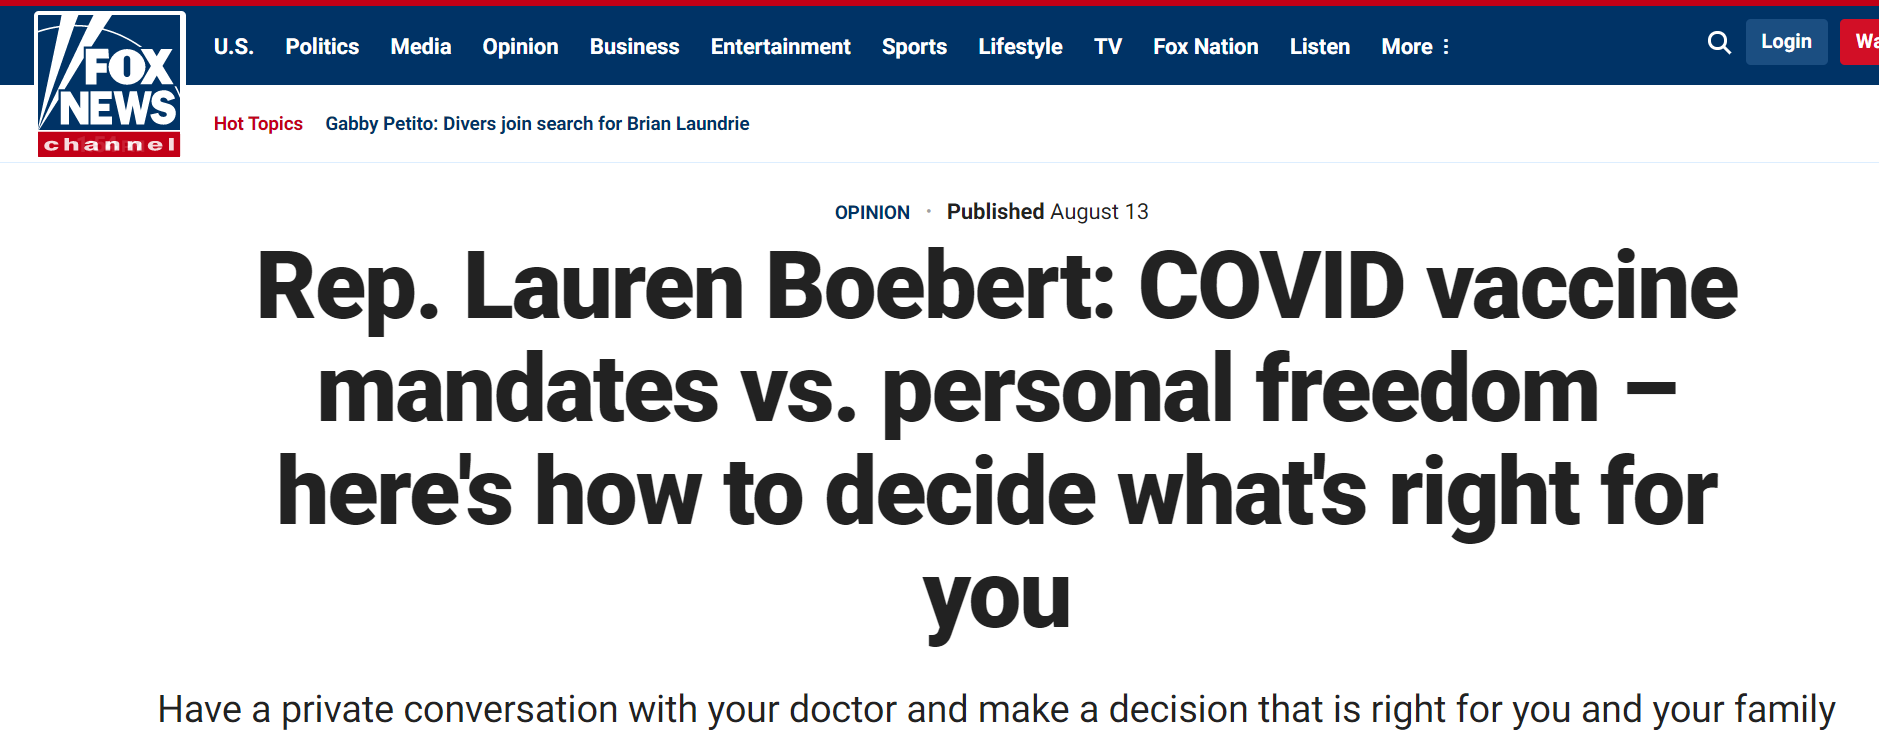 FOX
NEWS
channel
U.S. Politics Media Opinion Business Entertainment Sports Lifestyle TV Fox Nation Listen More
Login
Hot Topics Gabby Petito: Divers join search for Brian Laundrie
OPINION · Published August 13
Rep. Lauren Boebert: COVID vaccine
mandates vs. personal freedom –
here's how to decide what's right for
you
Have a private conversation with your doctor and make a decision that is right for you and your family